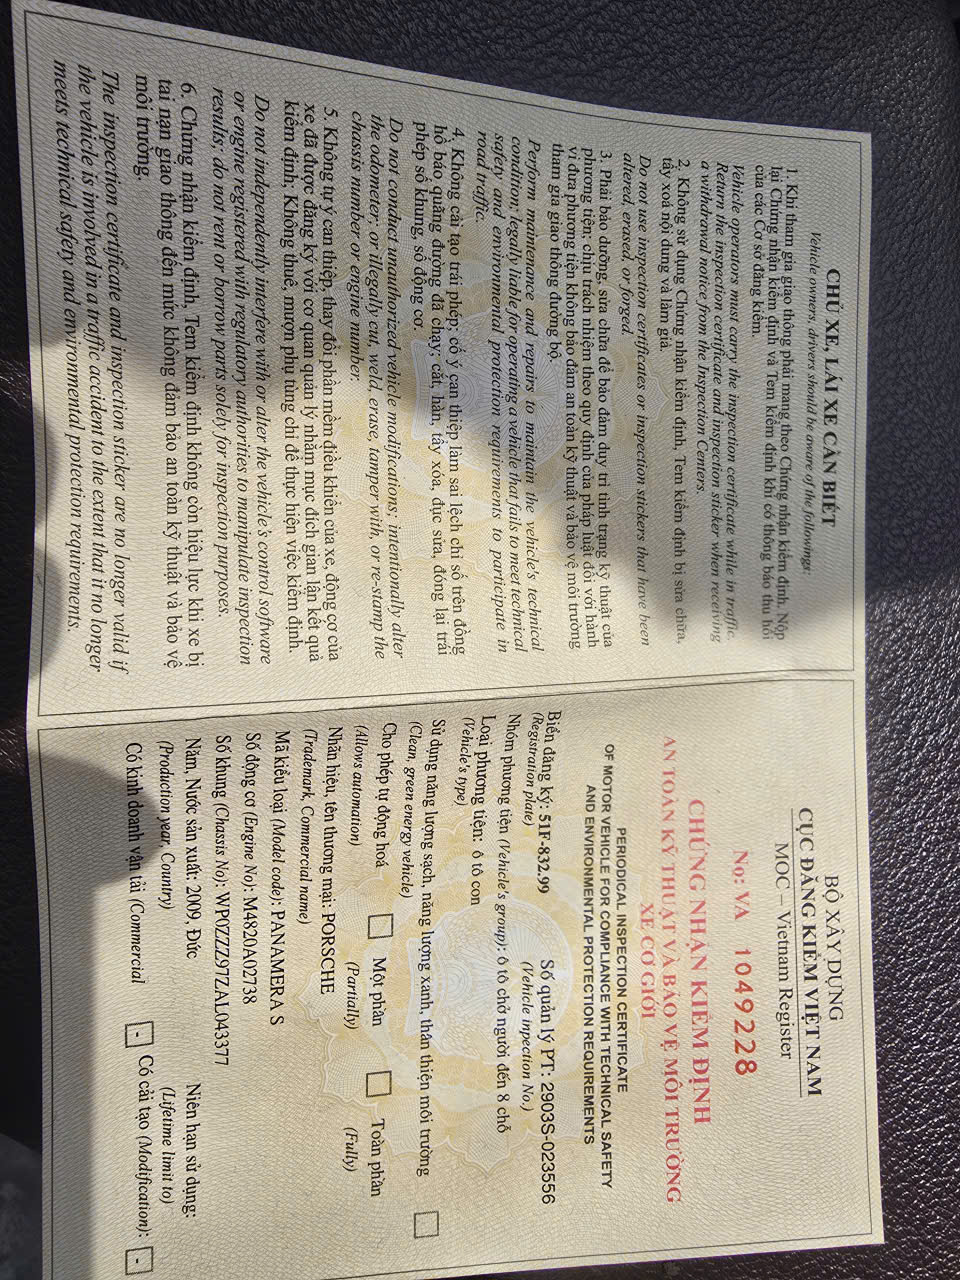 CHỦ XE, LÁI XE CẦN BIẾT
Vehicle owners, drivers should be aware of the followings:
1. Khi tham gia giao thông phải mang theo Chứng nhận kiểm định. Nộp
lại Chứng nhận kiểm định và Tem kiểm định khi có thông báo thu hồi
của các Cơ sở đăng kiểm.
Vehicle operators must carry the inspection certificate while in traffic.
Return the inspection certificate and inspection sticker when receiving
a withdrawal notice from the Inspection Centers.
2. Không sử dụng Chứng nhận kiểm định, Tem kiểm định bị sửa chữa,
tẩy xoá nội dung và làm giả.
Do not use inspection certificates or inspection stickers that have been
altered, erased, or forged.
3. Phải bảo dưỡng, sửa chữa để bảo đảm duy trì tình trạng kỹ thuật của
phương tiện; chịu trách nhiệm theo quy định của pháp luật đối với hành
vi đưa phương tiện không bảo đảm an toàn kỹ thuật và bảo vệ môi trường
tham gia giao thông đường bộ.
Perform maintenance and repairs to maintain the vehicle's technical
condition; legally liable for operating a vehicle that fails to meet technical
safety and environmental protection requirements to participate in
road traffic.
4. Không cải tạo trái phép; cố ý can thiệp làm sai lệch chỉ số trên đồng
hồ báo quãng đường đã chạy; cắt, hàn, tẩy xóa, đục sửa, đóng lại trái
phép số khung, số động cơ.
Do not conduct unauthorized vehicle modifications; intentionally alter
the odometer; or illegally cut, weld, erase, tamper with, or re-stamp the
chassis number or engine number.
5. Không tự ý can thiệp, thay đổi phần mềm điều khiển của xe, động cơ của
xe đã được đăng ký với cơ quan quản lý nhằm mục đích gian lận kết quả
kiểm định; Không thuê, mượn phụ tùng chỉ để thực hiện việc kiểm định.
Do not independently interfere with or alter the vehicle's control software
or engine registered with regulatory authorities to manipulate inspection
results; do not rent or borrow parts solely for inspection purposes.
6. Chứng nhận kiểm định, Tem kiểm định không còn hiệu lực khi xe bị
tai nạn giao thông đến mức không đảm bảo an toàn kỹ thuật và bảo vệ
môi trường.
The inspection certificate and inspection sticker are no longer valid if
the vehicle is involved in a traffic accident to the extent that it no longer
meets technical safety and environmental protection requirements.
BỘ XÂY DỰNG
CỤC ĐĂNG KIỂM VIỆT NAM
MOC – Vietnam Register
Nọ: VA 1049228
CHỨNG NHẬN KIỂM ĐỊNH
AN TOÀN KỸ THUẬT VÀ BẢO VỆ MÔI TRƯỜNG
XE CƠ GIỚI
PERIODICAL INSPECTION CERTIFICATE
OF MOTOR VEHICLE FOR COMPLIANCE WITH TECHNICAL SAFETY
AND ENVIRONMENTAL PROTECTION REQUIREMENTS
Biển đăng ký: 51F-832.99 Số quản lý PT: 2903S-023556
(Registration plate) (Vehicle inpection No.)
Nhóm phương tiện (Vehicle's group): ô tô chở người đến 8 chỗ
Loại phương tiện: ô tô con
(Vehicle's type)
Sử dụng năng lượng sạch, năng lượng xanh, thân thiện môi trường
(Clean, green energy vehicle)
Cho phép tự động hoá Một phần Toàn phần
(Allows automation) (Partially) (Fully)
Nhãn hiệu, tên thương mại: PORSCHE
(Trademark, Commercial name)
Mã kiểu loại (Model code): PANAMERA S
Số động cơ (Engine No): M4820A02738
Số khung (Chassis No): WP0ZZZ97ZAL043377
Năm, Nước sản xuất: 2009, Đức Niên hạn sử dụng:
(Production year, Country) (Lifetime limit to)
Có kinh doanh vận tải (Commercial - Có cải tạo (Modification): -